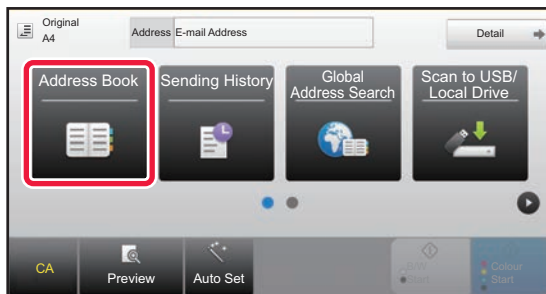 Original
A4
Address E-mail Address
Detail
Address Book
Sending History
Global
Address Search
Scan to USB/
Local Drive
CA
Preview
Auto Set
B/W
Start
Colour
Start